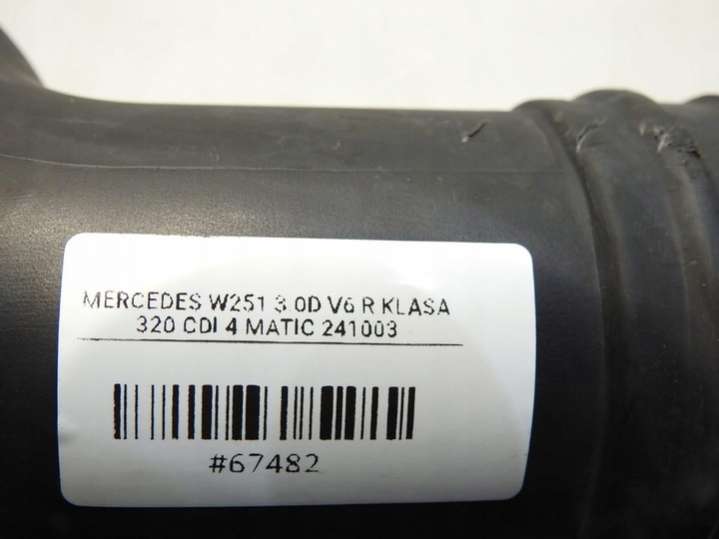 MERCEDES W251 3.0D V6 R KLASA
320 CDI 4 MATIC 241003
#67482